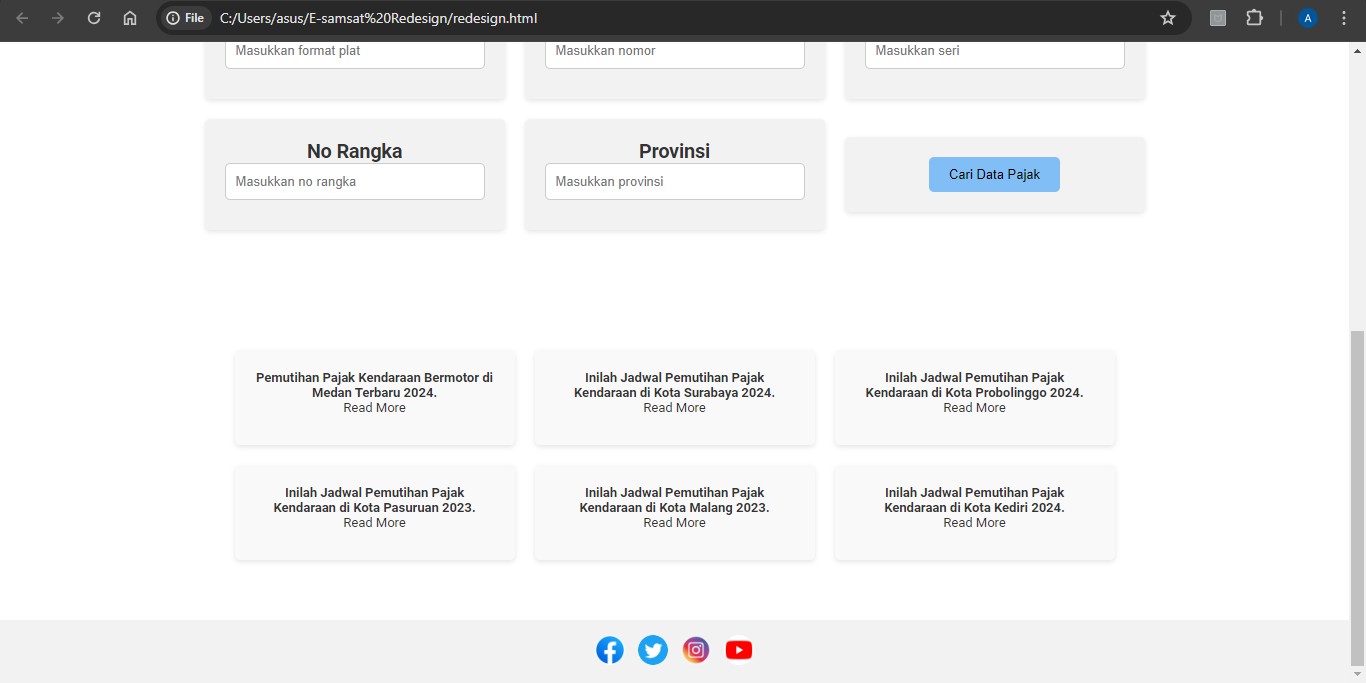 File
C:/Users/asus/E-samsat%20Redesign/redesign.html
A
Masukkan format plat
Masukkan nomor
Masukkan seri
No Rangka
Masukkan no rangka
Provinsi
Masukkan provinsi
Cari Data Pajak
Pemutihan Pajak Kendaraan Bermotor di
Medan Terbaru 2024.
Read More
Inilah Jadwal Pemutihan Pajak
Kendaraan di Kota Surabaya 2024.
Read More
Inilah Jadwal Pemutihan Pajak
Kendaraan di Kota Probolinggo 2024.
Read More
Inilah Jadwal Pemutihan Pajak
Kendaraan di Kota Pasuruan 2023.
Read More
Inilah Jadwal Pemutihan Pajak
Kendaraan di Kota Malang 2023.
Read More
Inilah Jadwal Pemutihan Pajak
Kendaraan di Kota Kediri 2024.
Read More